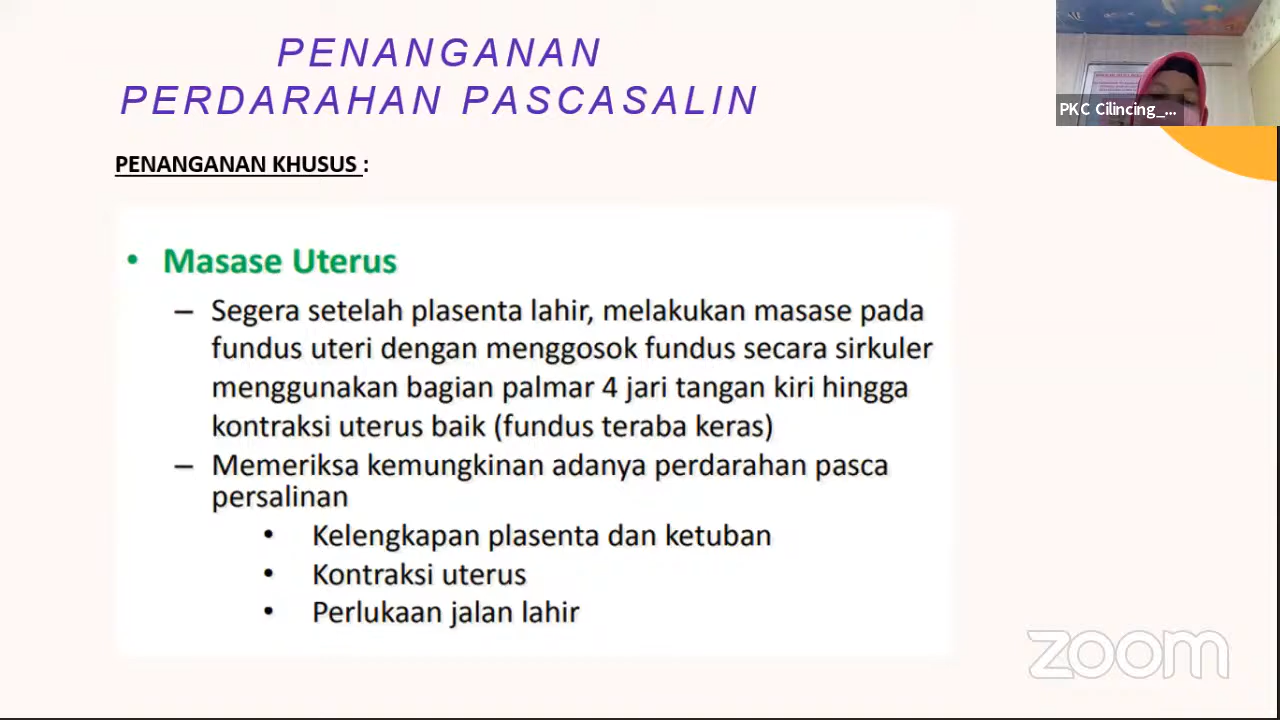 PENANGANAN
PERDARAHAN PASCASALIN
PKC Cilincing_...
PENANGANAN KHUSUS :
• Masase Uterus
– Segera setelah plasenta lahir, melakukan masase pada
fundus uteri dengan menggosok fundus secara sirkuler
menggunakan bagian palmar 4 jari tangan kiri hingga
kontraksi uterus baik (fundus teraba keras)
– Memeriksa kemungkinan adanya perdarahan pasca
persalinan
• Kelengkapan plasenta dan ketuban
• Kontraksi uterus
• Perlukaan jalan lahir
zoom